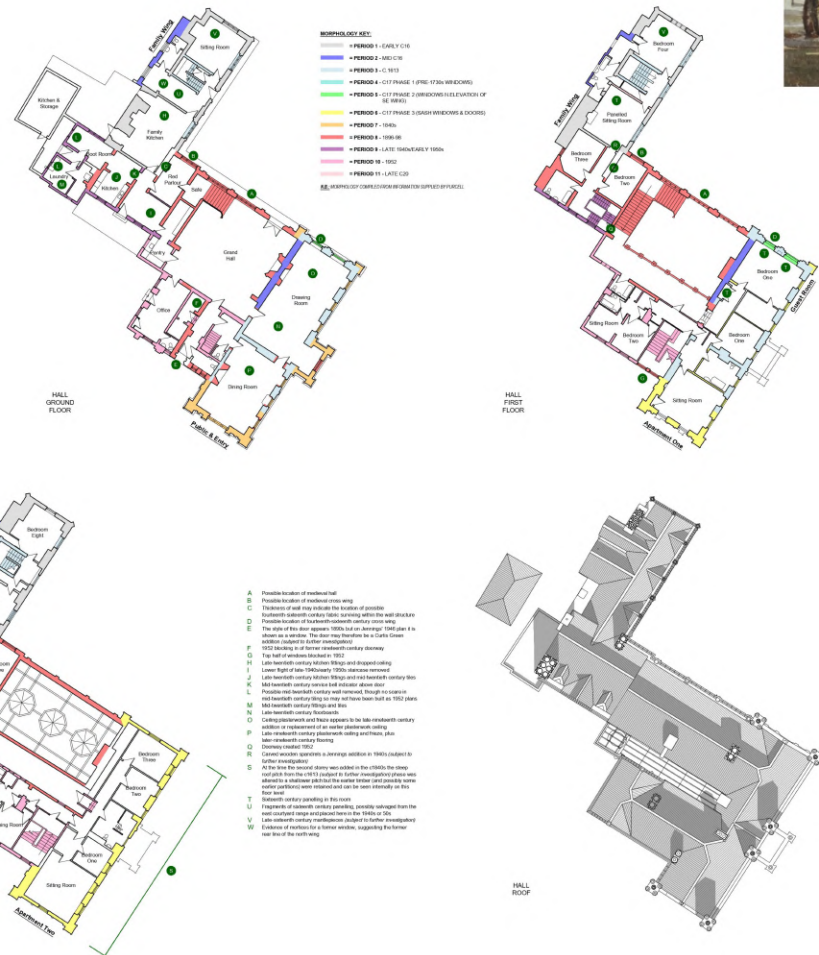 Family Wing
Sitting Room
V
W
U
Kitchen & Storage
H
Family Kitchen
Boot Room
L
Laundry
M
J
Kitchen
K
I
Pantry
Red Parlour
B
Safe
A
Grand Hall
D
O
Drawing Room
N
Office
F
E
P
Dining Room
Public & Entry
HALL
GROUND
FLOOR
MORPHOLOGY KEY:
= PERIOD 1 - EARLY C16
= PERIOD 2 - MID C16
= PERIOD 3 - C.1613
= PERIOD 4 - C17 PHASE 1 (PRE-1730s WINDOWS)
= PERIOD 5 - C17 PHASE 2 (WINDOWS N ELEVATION OF
SE WING)
= PERIOD 6 - C17 PHASE 3 (SASH WINDOWS & DOORS)
= PERIOD 7 - 1840s
= PERIOD 8 - 1896-98
= PERIOD 9 - LATE 1940s/EARLY 1950s
= PERIOD 10 - 1952
= PERIOD 11 - LATE C20
N.B. MORPHOLOGY COMPILED FROM INFORMATION SUPPLIED BY PURCELL
Family Wing
V
Bedroom Four
T
Panelled Sitting Room
Bedroom Three
Bedroom Two
B
A
D
T
T
Bedroom One
Guest Room
T
Sitting Room
Bedroom Two
Bedroom One
Sitting Room
Apartment One
HALL
FIRST
FLOOR
Bedroom Eight
Bedroom Three
Bedroom Two
Bedroom One
Sitting Room
Apartment Two
S
A Possible location of medieval hall
B Possible location of medieval cross wing
C Thickness of wall may indicate the location of possible
fourteenth-sixteenth century fabric surviving within the wall structure
D Possible location of fourteenth-sixteenth century cross wing
E The style of this door appears 1890s but on Jennings' 1946 plan it is
shown as a window. The door may therefore be a Curtis Green
addition (subject to further investigation)
F 1952 blocking in of former nineteenth century doorway
G Top half of windows blocked in 1952
H Late-twentieth century kitchen fittings and dropped ceiling
I Lower flight of late-1940s/early 1950s staircase removed
J Late-twentieth century kitchen fittings and mid-twentieth century tiles
K Mid-twentieth century service bell indicator above door
L Possible mid-twentieth century wall removed, though no scars in
mid-twentieth century tiling so may not have been built as 1952 plans
M Mid-twentieth century fittings and tiles
N Late-twentieth century floorboards
O Ceiling plasterwork and frieze appears to be late-nineteenth century
addition or replacement of an earlier plasterwork ceiling
P Late-nineteenth century plasterwork ceiling and frieze, plus
later-nineteenth century flooring
Q Doorway created 1952
R Carved wooden spandrels a Jennings addition in 1890s (subject to
further investigation)
S At the time the second storey was added in the c1840s the steep
roof pitch from the c1613 (subject to further investigation) phase was
altered to a shallower pitch but the earlier timber (and possibly some
earlier partitions) were retained and can be seen internally on this
floor level
T Sixteenth century panelling in this room
U Fragments of sixteenth century panelling, possibly salvaged from the
east courtyard range and placed here in the 1940s or 50s
V Late-sixteenth century mantlepieces (subject to further investigation)
W Evidence of mortices for a former window, suggesting the former
rear line of the north wing
HALL
ROOF